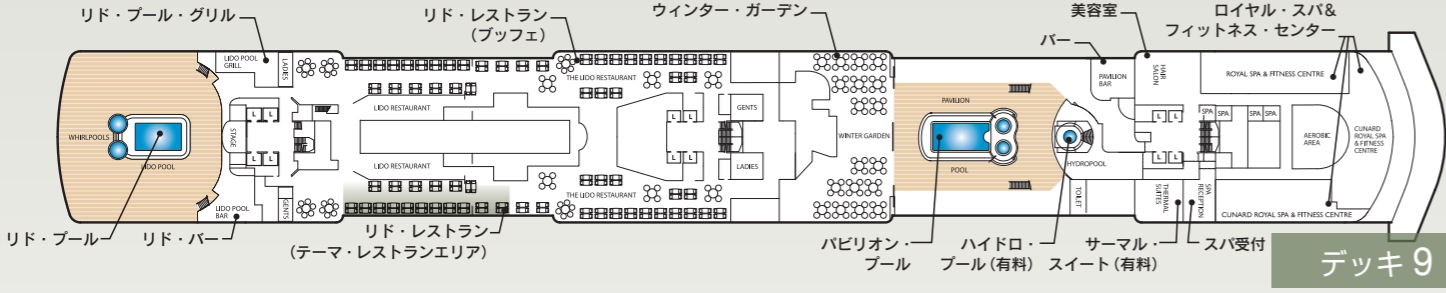 リド・プール・グリル
リド・レストラン
（ブッフェ）
ウィンター・ガーデン
美容室
バー
ロイヤル・スパ＆
フィットネス・センター
LIDO POOL
GRILL
LADIES
LIDO RESTAURANT
THE LIDO RESTAURANT
GENTS
PAVILION
PAVILION
BAR
HAIR
SALON
ROYAL SPA & FITNESS CENTRE
WHIRLPOOLS
LIDO POOL
STAGE
L L
L L
L L
L L
L L
L L
SPA
SPA
SPA
SPA
WINTER GARDEN
AEROBIC
AREA
CUNARD
ROYAL SPA
& FITNESS
CENTRE
LIDO RESTAURANT
LADIES
POOL
HYDROPOOL
LIDO POOL
BAR
GENTS
THE LIDO RESTAURANT
TOILET
THERMAL
SUITES
SPA
RECEPTION
CUNARD ROYAL SPA & FITNESS CENTRE
リド・プール
リド・バー
リド・レストラン
（テーマ・レストランエリア）
パビリオン・
プール
ハイドロ・
プール（有料）
サーマル・
スイート（有料）
スパ受付
デッキ 9